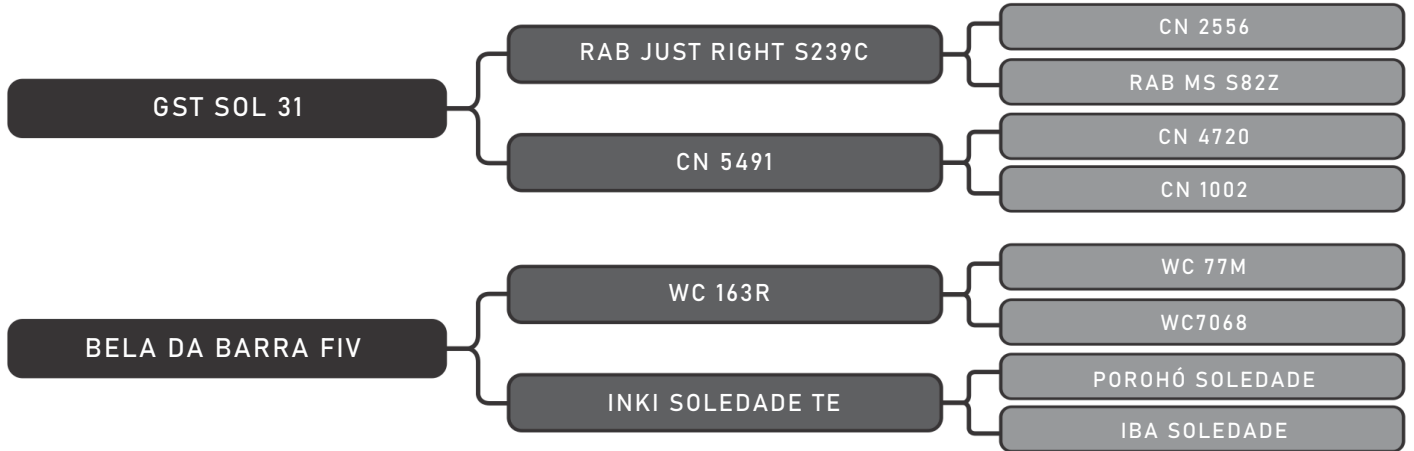 GST SOL 31
RAB JUST RIGHT S239C
CN 5491
CN 2556
RAB MS S82Z
CN 4720
CN 1002
BELA DA BARRA FIV
WC 163R
INKI SOLEDADE TE
WC 77M
WC7068
POROHÓ SOLEDADE
IBA SOLEDADE